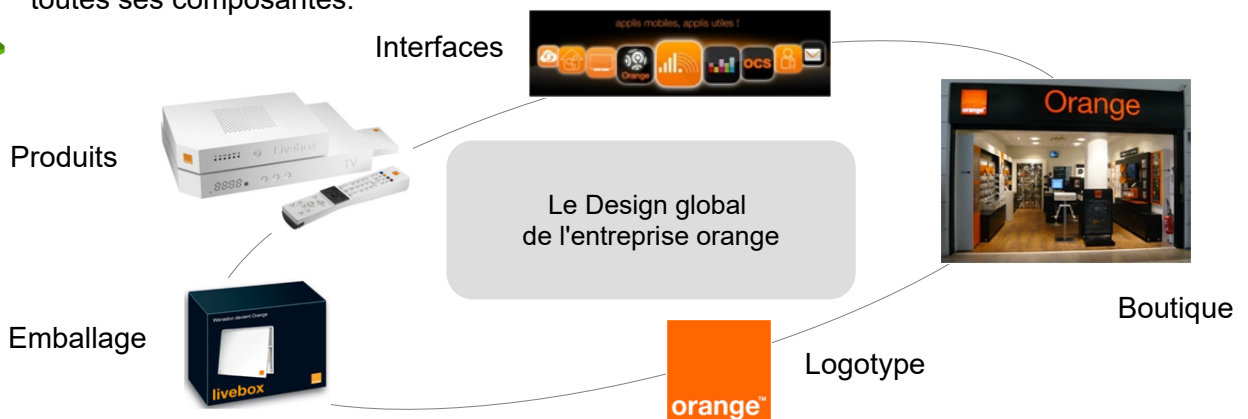 toutes ses composantes.
Interfaces
applis mobiles, applis utiles !
Orange
ocs
Orange
orange
Produits
Livebox
TV
8888
Le Design global
de l'entreprise orange
Wanadoo devient Orange
livebox
Emballage
Boutique
Logotype
orange™